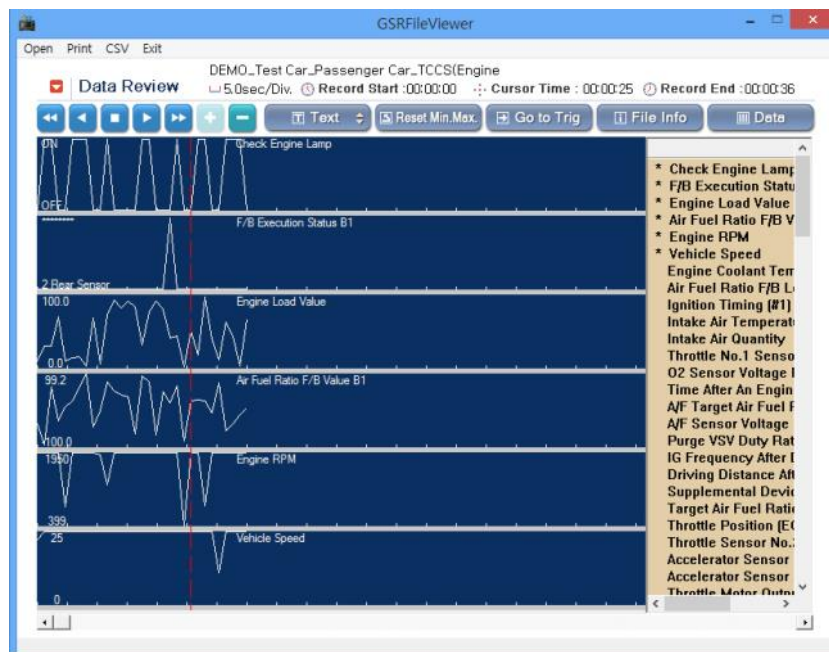 GSRFileViewer
Open Print CSV Exit
DEMO_Test Car_Passenger Car_TCCS(Engine
Data Review
5.0sec/Div. Record Start :00:00:00 Cursor Time : 00:00:25 Record End :00:00:36
Text Reset Min.Max. Go to Trig File Info Data
ON Check Engine Lamp
OFF
F/B Execution Status B1
2 Rear Sensor
100.0 Engine Load Value
0.0
99.2 Air Fuel Ratio F/B Value B1
-100.0
1950 Engine RPM
399
25 Vehicle Speed
0
* Check Engine Lamp
* F/B Execution Statu
* Engine Load Value
* Air Fuel Ratio F/B V
* Engine RPM
* Vehicle Speed
Engine Coolant Tem
Air Fuel Ratio F/B L
Ignition Timing (#1)
Intake Air Temperat
Intake Air Quantity
Throttle No.1 Senso
O2 Sensor Voltage
Time After An Engin
A/F Target Air Fuel
A/F Sensor Voltage
Purge VSV Duty Rat
IG Frequency After
Driving Distance Aft
Supplemental Devic
Target Air Fuel Rati
Throttle Position (E
Throttle Sensor No.
Accelerator Sensor
Accelerator Sensor
Throttle Motor Outp